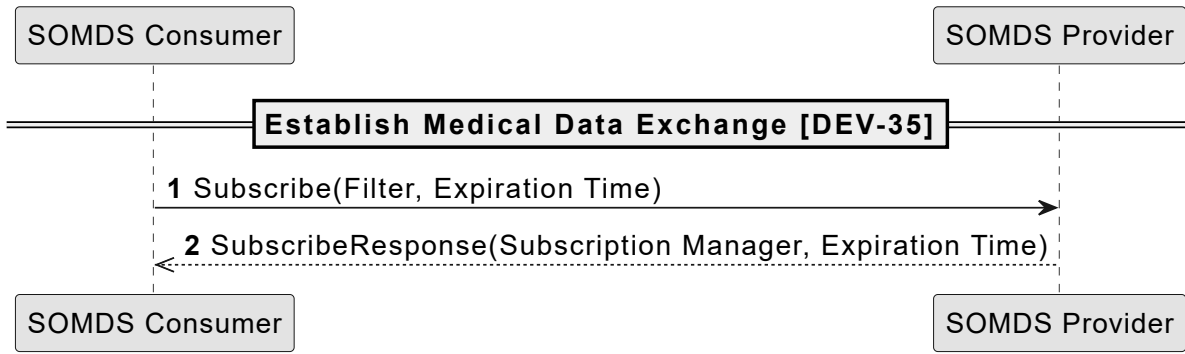 SOMDS Consumer
SOMDS Provider
Establish Medical Data Exchange [DEV-35]
1 Subscribe(Filter, Expiration Time)
2 SubscribeResponse(Subscription Manager, Expiration Time)
SOMDS Consumer
SOMDS Provider